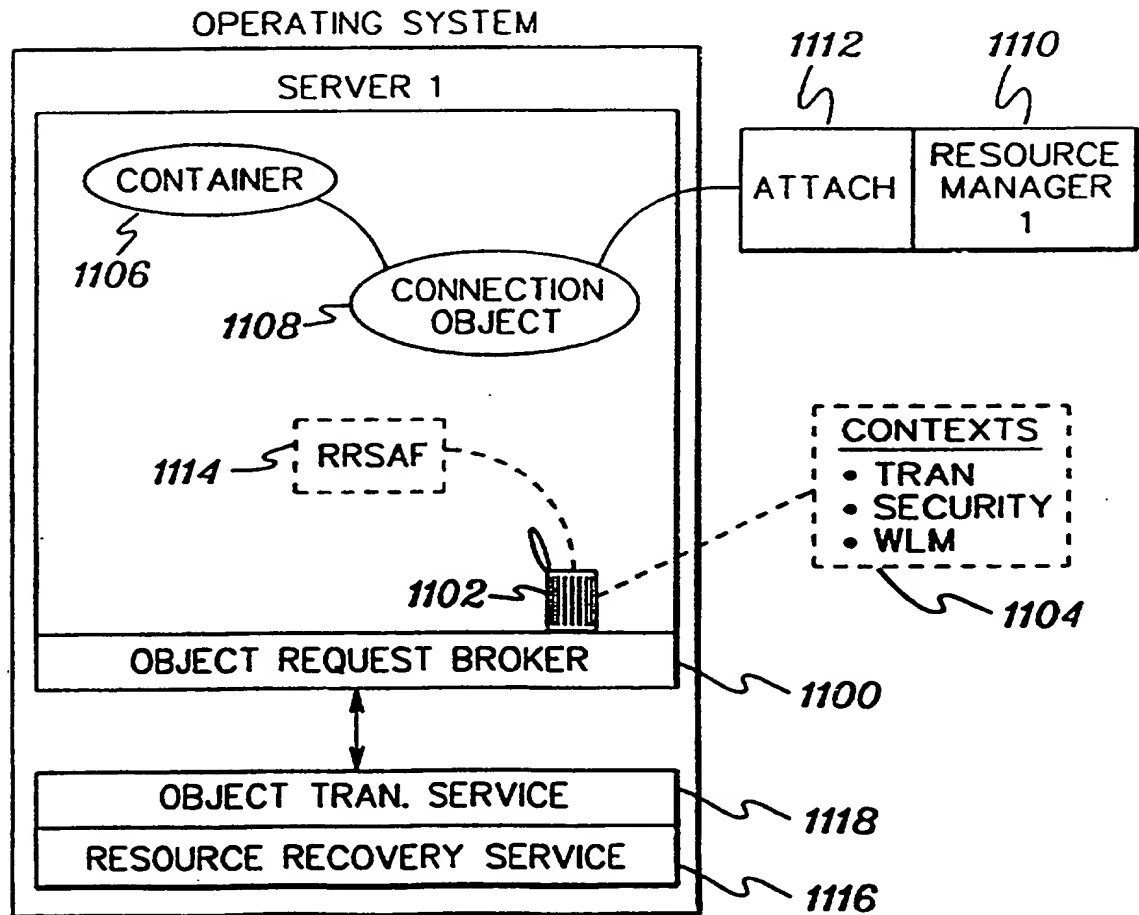 OPERATING SYSTEM
SERVER 1
1112
1110
CONTAINER
ATTACH
RESOURCE
MANAGER
1
1106
CONNECTION
OBJECT
1108
CONTEXTS
• TRAN
• SECURITY
• WLM
RRSAF
1114
1102
1104
OBJECT REQUEST BROKER
1100
OBJECT TRAN. SERVICE
1118
RESOURCE RECOVERY SERVICE
1116